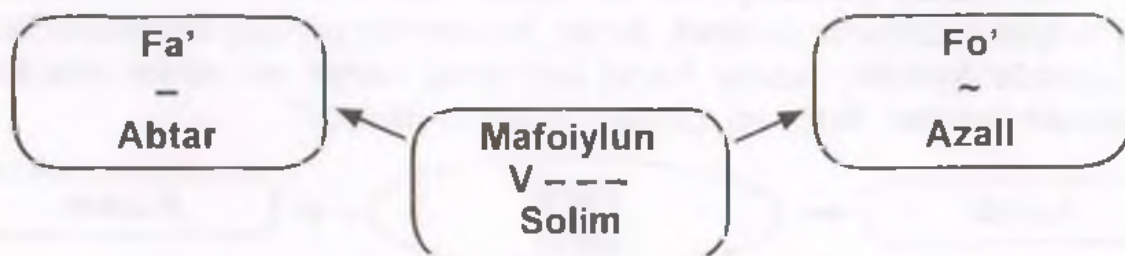 Fa’
–
Abtar
Mafoiylun
V – – –
Solim
Fo’
~
Azall